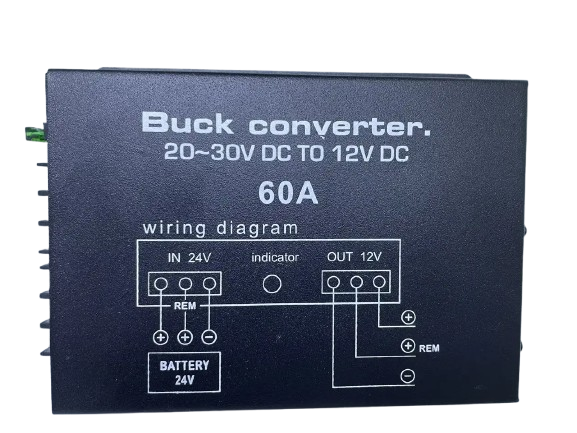 Buck converter.
20~30V DC TO 12V DC
60A
wiring diagram
IN 24V indicator OUT 12V
REM
⊕ ⊕ ⊖
BATTERY
24V
⊕
⊕ REM
⊖